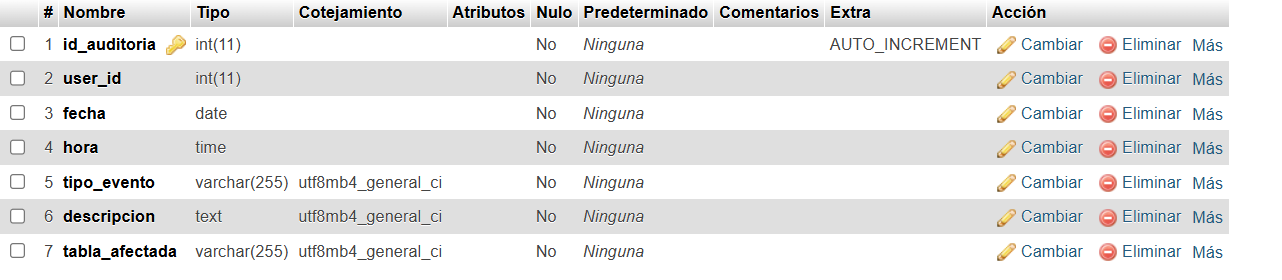 # Nombre Tipo Cotejamiento Atributos Nulo Predeterminado Comentarios Extra Acción
1 id_auditoria int(11) No Ninguna AUTO_INCREMENT Cambiar Eliminar Más
2 user_id int(11) No Ninguna Cambiar Eliminar Más
3 fecha date No Ninguna Cambiar Eliminar Más
4 hora time No Ninguna Cambiar Eliminar Más
5 tipo_evento varchar(255) utf8mb4_general_ci No Ninguna Cambiar Eliminar Más
6 descripcion text utf8mb4_general_ci No Ninguna Cambiar Eliminar Más
7 tabla_afectada varchar(255) utf8mb4_general_ci No Ninguna Cambiar Eliminar Más